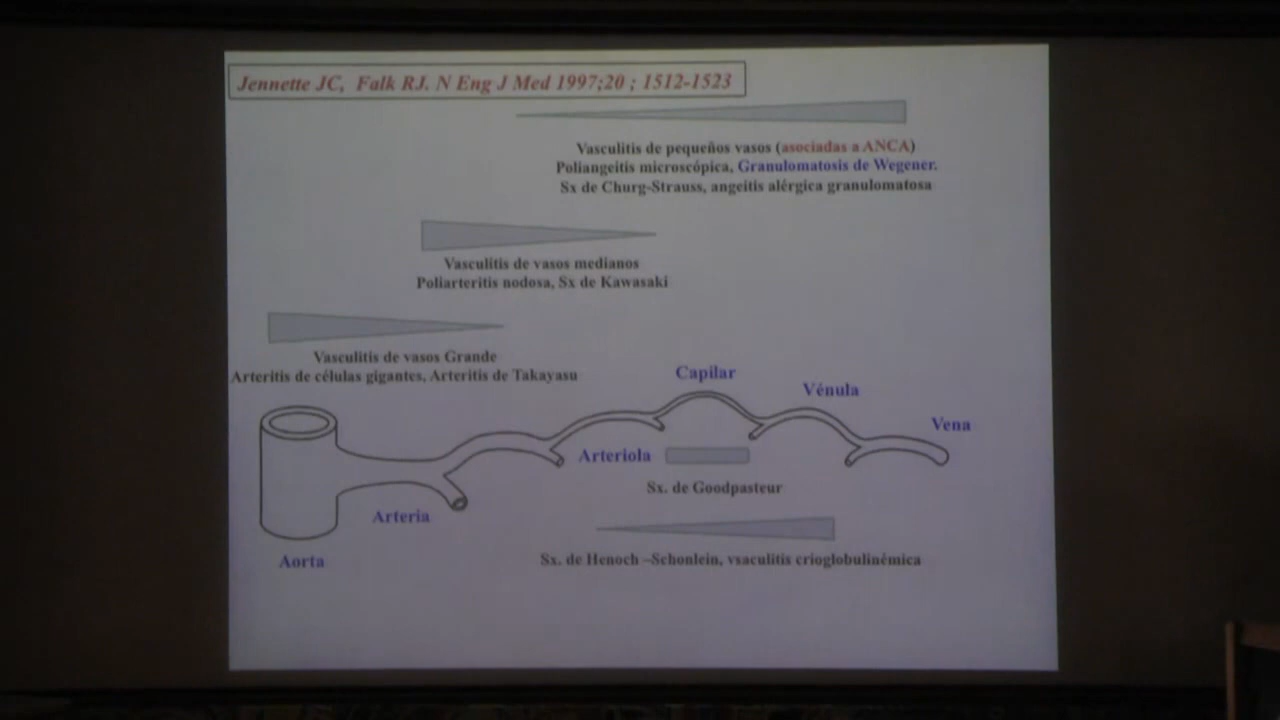 Jennette JC, Falk RJ. N Eng J Med 1997;20 ; 1512-1523
Vasculitis de pequeños vasos (asociadas a ANCA)
Poliangeitis microscópica, Granulomatosis de Wegener.
Sx de Churg-Strauss, angeitis alérgica granulomatosa
Vasculitis de vasos medianos
Poliarteritis nodosa, Sx de Kawasaki
Vasculitis de vasos Grande
Arteritis de células gigantes, Arteritis de Takayasu
Capilar
Vénula
Vena
Arteriola
Sx. de Goodpasteur
Arteria
Aorta
Sx. de Henoch –Schonlein, vsaculitis crioglobulinémica